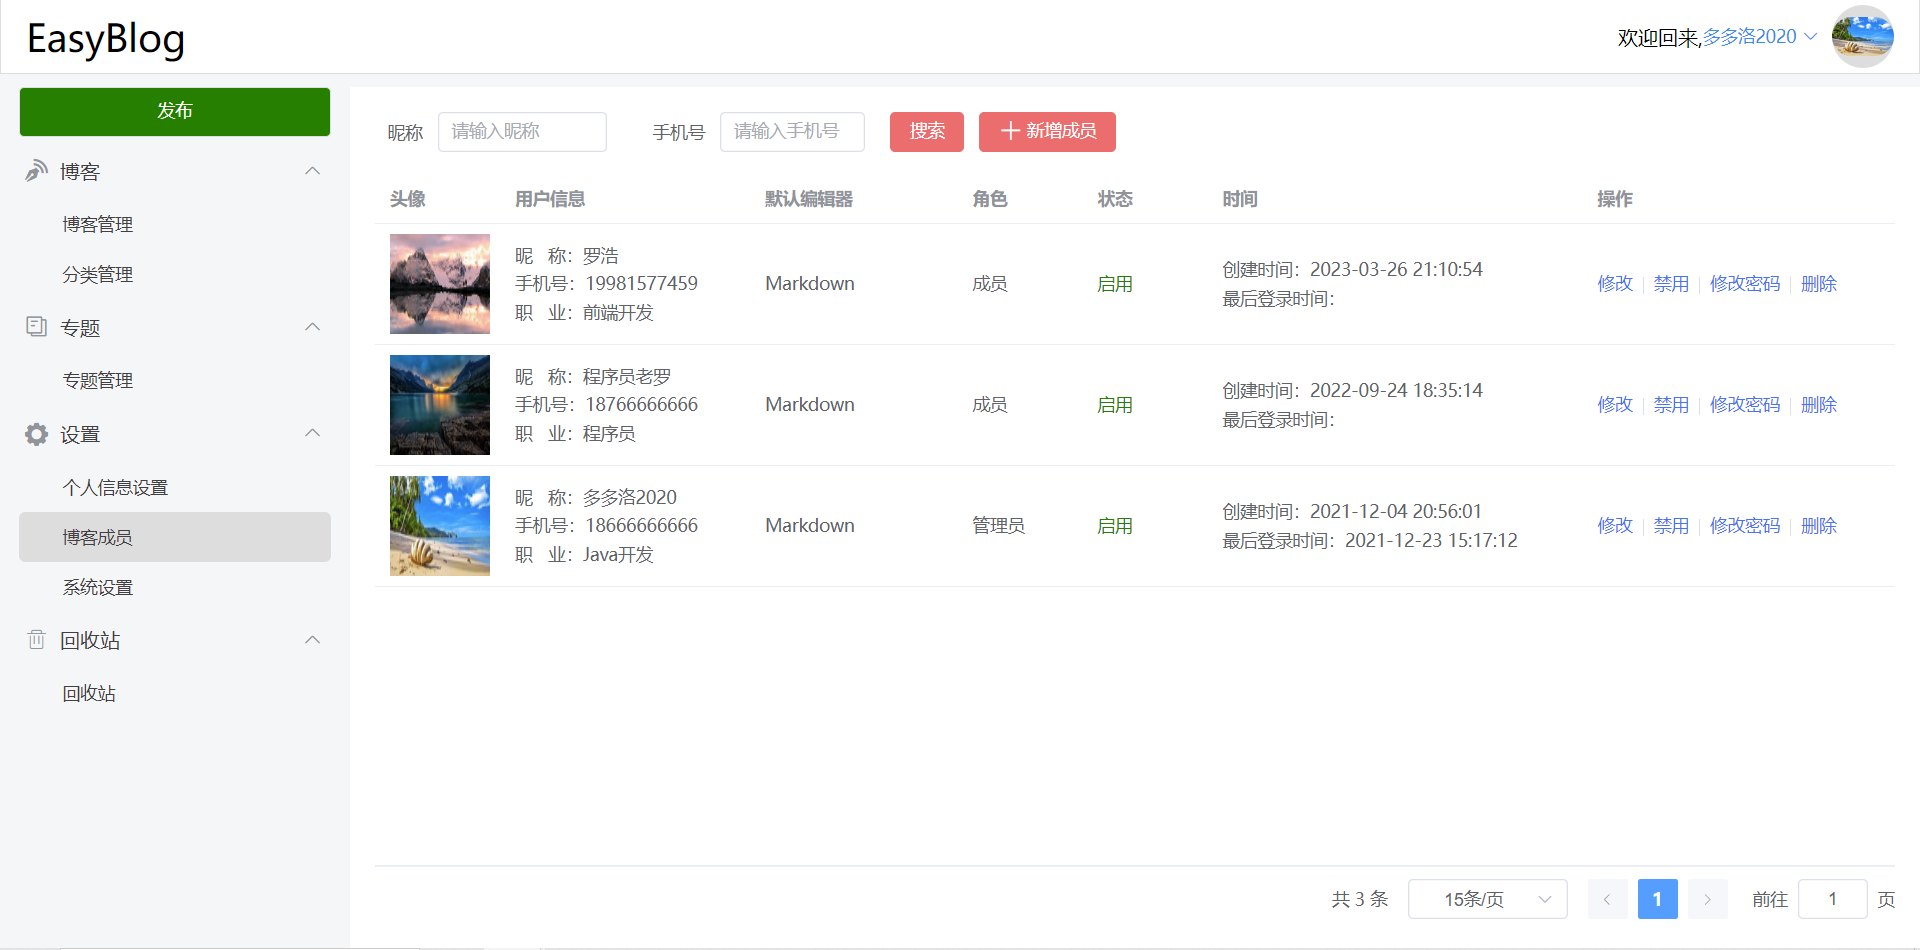 EasyBlog
欢迎回来,多多洛2020
发布
博客
博客管理
分类管理
专题
专题管理
设置
个人信息设置
博客成员
系统设置
回收站
回收站
昵称 请输入昵称 手机号 请输入手机号 搜索 新增成员
头像 用户信息 默认编辑器 角色 状态 时间 操作
昵 称：罗浩
手机号：19981577459
职 业：前端开发
Markdown
成员
启用
创建时间：2023-03-26 21:10:54
最后登录时间：
修改 禁用 修改密码 删除
昵 称：程序员老罗
手机号：18766666666
职 业：程序员
Markdown
成员
启用
创建时间：2022-09-24 18:35:14
最后登录时间：
修改 禁用 修改密码 删除
昵 称：多多洛2020
手机号：18666666666
职 业：Java开发
Markdown
管理员
启用
创建时间：2021-12-04 20:56:01
最后登录时间：2021-12-23 15:17:12
修改 禁用 修改密码 删除
共 3 条 15条/页 1 前往 1 页